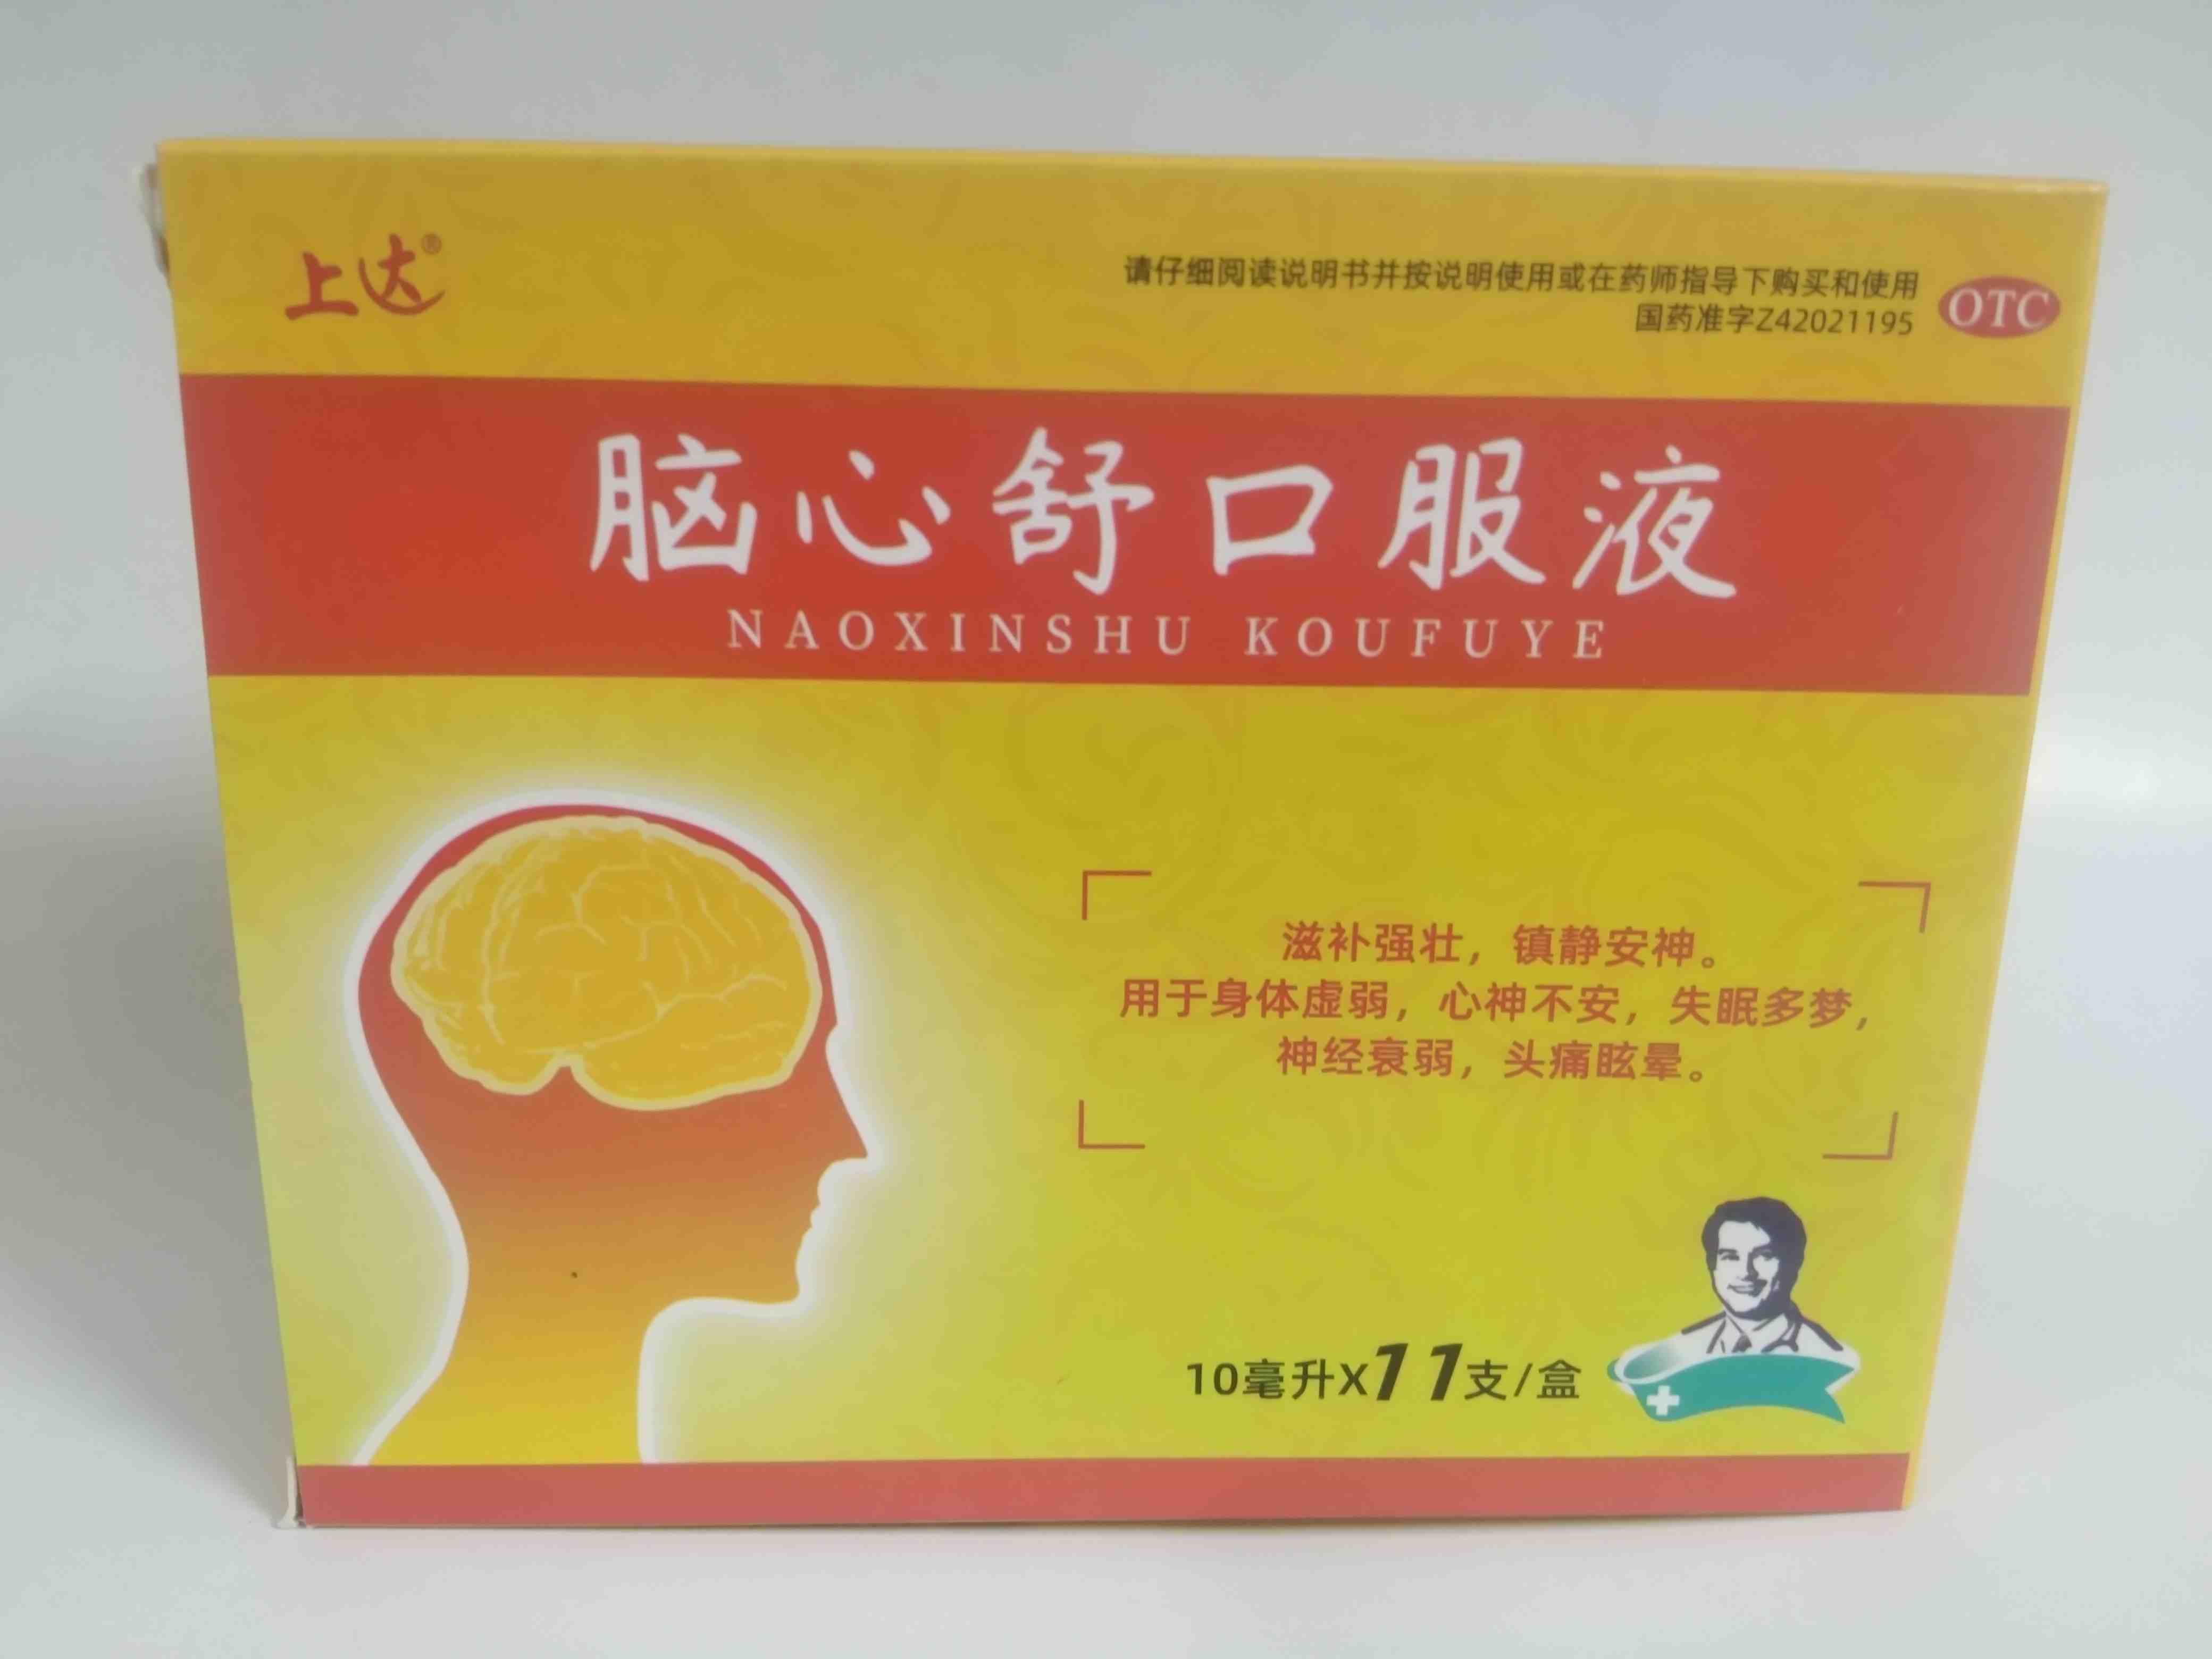 上达®
请仔细阅读说明书并按说明使用或在药师指导下购买和使用
国药准字Z42021195
OTC
脑心舒口服液
NAOXINSHU KOUFUYE
滋补强壮，镇静安神。
用于身体虚弱，心神不安，失眠多梦，
神经衰弱，头痛眩晕。
10毫升X11支/盒